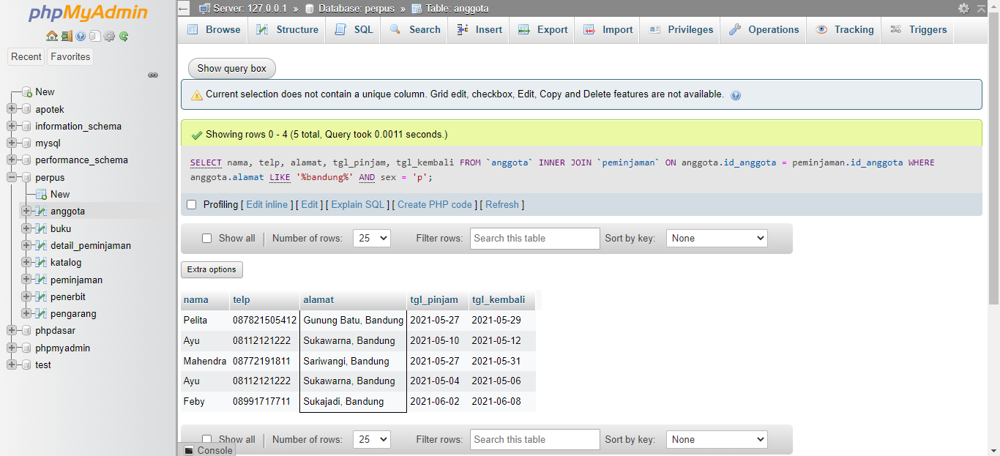 phpMyAdmin
Recent Favorites
New
apotek
information_schema
mysql
performance_schema
perpus
New
anggota
buku
detail_peminjaman
katalog
peminjaman
penerbit
pengarang
phpdasar
phpmyadmin
test
Server: 127.0.0.1 » Database: perpus » Table: anggota
Browse Structure SQL Search Insert Export Import Privileges Operations Tracking Triggers
Show query box
Current selection does not contain a unique column. Grid edit, checkbox, Edit, Copy and Delete features are not available.
Showing rows 0 - 4 (5 total, Query took 0.0011 seconds.)
SELECT nama, telp, alamat, tgl_pinjam, tgl_kembali FROM `anggota` INNER JOIN `peminjaman` ON anggota.id_anggota = peminjaman.id_anggota WHERE
anggota.alamat LIKE '%bandung%' AND sex = 'p';
Profiling [ Edit inline ] [ Edit ] [ Explain SQL ] [ Create PHP code ] [ Refresh ]
Show all Number of rows: 25 Filter rows: Search this table Sort by key: None
Extra options
nama telp alamat tgl_pinjam tgl_kembali
Pelita 087821505412 Gunung Batu, Bandung 2021-05-27 2021-05-29
Ayu 08112121222 Sukawarna, Bandung 2021-05-10 2021-05-12
Mahendra 08772191811 Sariwangi, Bandung 2021-05-27 2021-05-31
Ayu 08112121222 Sukawarna, Bandung 2021-05-04 2021-05-06
Feby 08991717711 Sukajadi, Bandung 2021-06-02 2021-06-08
Show all Number of rows: 25 Filter rows: Search this table Sort by key: None
Console